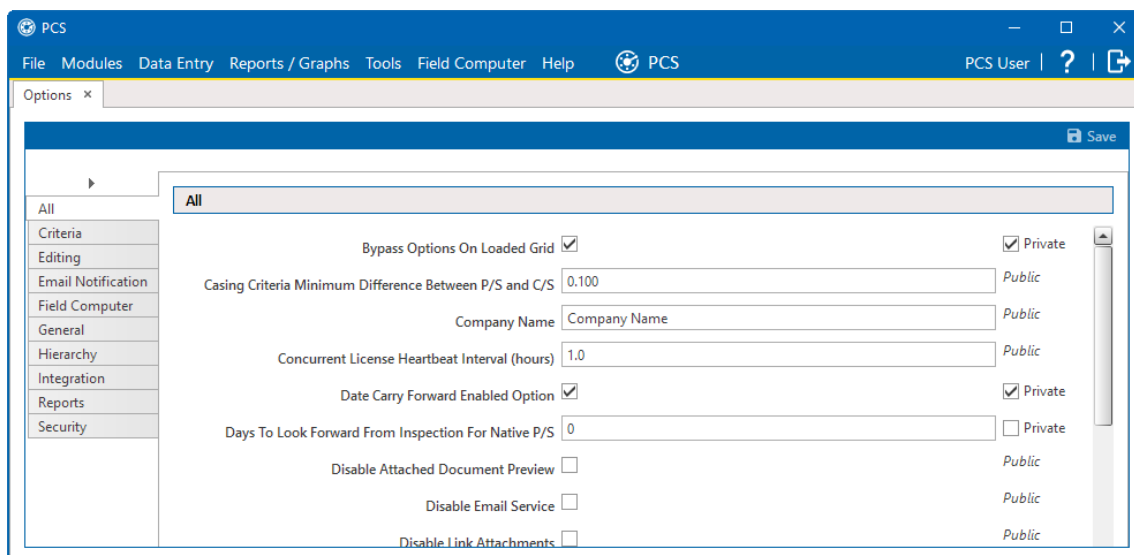 PCS
File Modules Data Entry Reports / Graphs Tools Field Computer Help PCS PCS User | ? |
Options ×
Save
All
All
Criteria
Editing
Email Notification
Field Computer
General
Hierarchy
Integration
Reports
Security
Bypass Options On Loaded Grid Private
Casing Criteria Minimum Difference Between P/S and C/S 0.100 Public
Company Name Company Name Public
Concurrent License Heartbeat Interval (hours) 1.0 Public
Date Carry Forward Enabled Option Private
Days To Look Forward From Inspection For Native P/S 0 Private
Disable Attached Document Preview Public
Disable Email Service Public
Disable Link Attachments Public